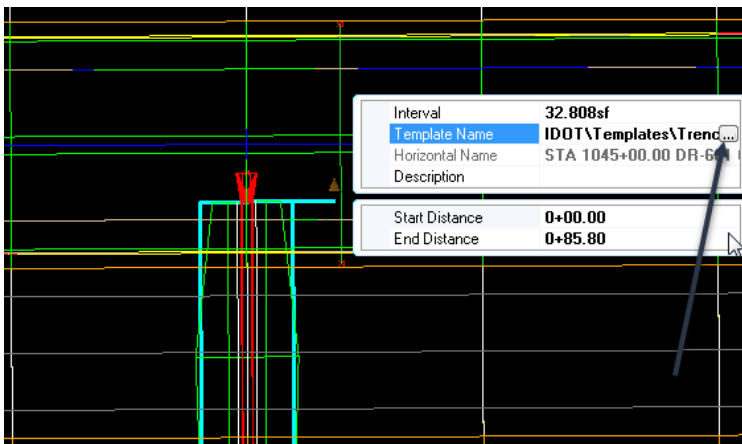 Interval 32.808sf
Template Name IDOT\Templates\Trenc ...
Horizontal Name STA 1045+00.00 DR-6
Description
Start Distance 0+00.00
End Distance 0+85.80